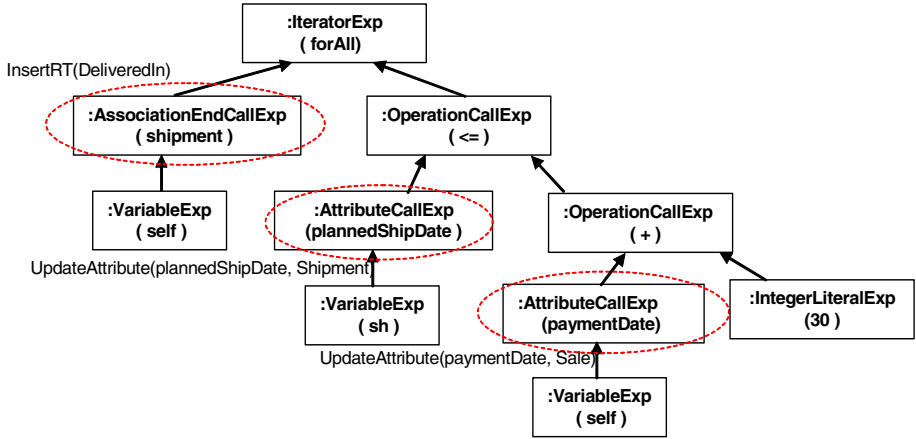 :IteratorExp
( forAll)
InsertRT(DeliveredIn)
:AssociationEndCallExp
( shipment )
:OperationCallExp
( <= )
:VariableExp
( self )
:AttributeCallExp
(plannedShipDate )
:OperationCallExp
( + )
UpdateAttribute(plannedShipDate, Shipment)
:VariableExp
( sh )
:AttributeCallExp
(paymentDate)
:IntegerLiteralExp
(30 )
UpdateAttribute(paymentDate, Sale)
:VariableExp
( self )